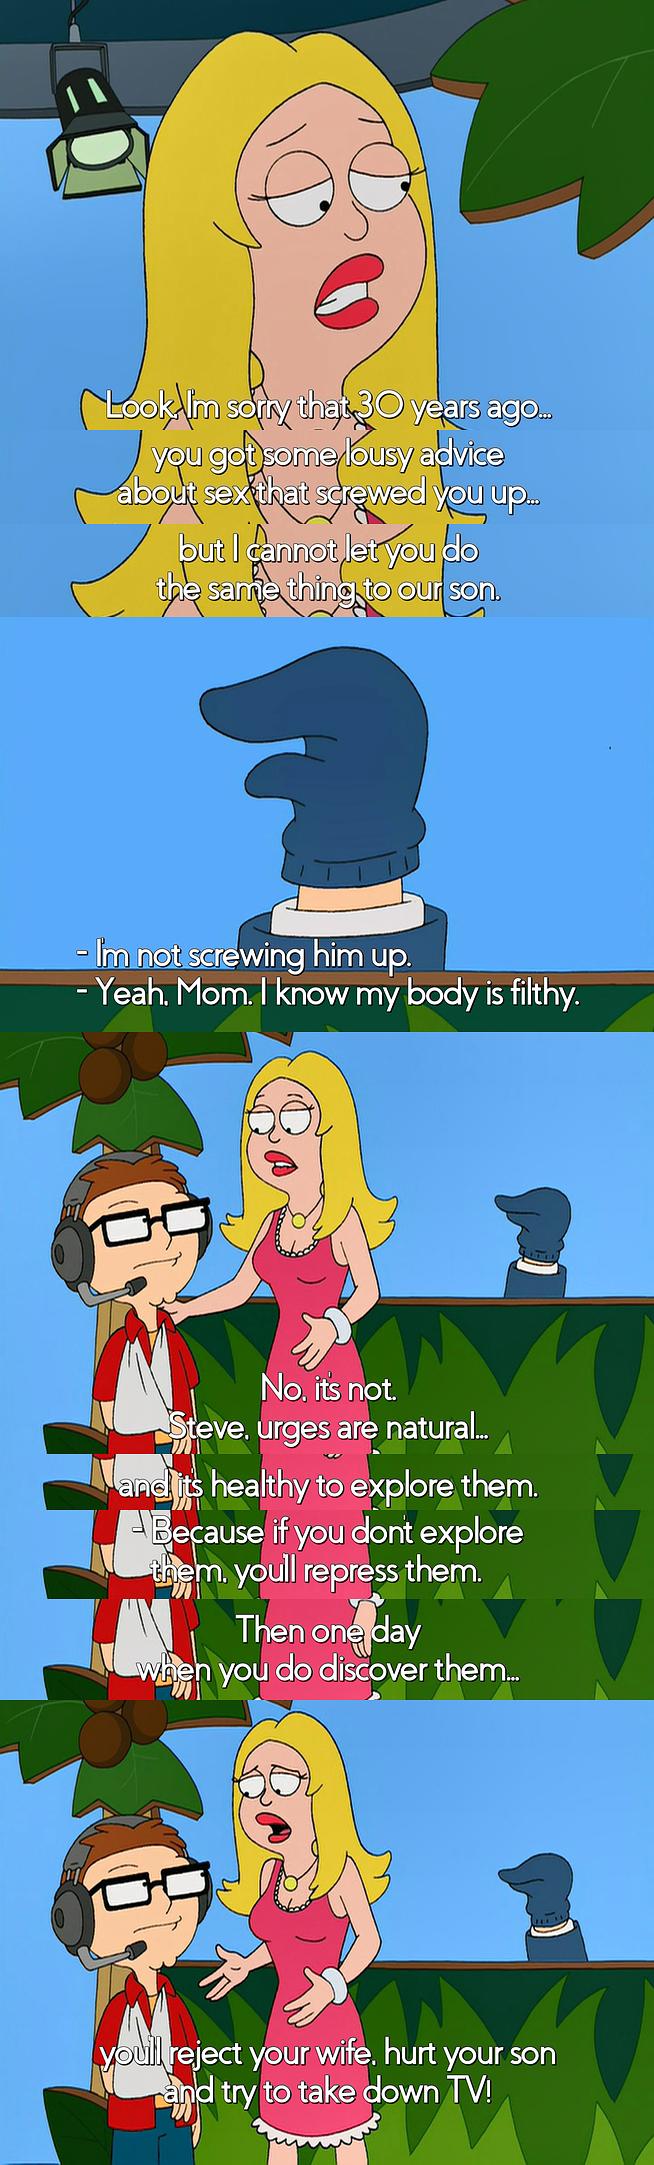 Look, I'm sorry that 30 years ago...
you got some lousy advice
about sex that screwed you up...
but I cannot let you do
the same thing to our son.
- I'm not screwing him up.
- Yeah, Mom. I know my body is filthy.
No, it's not.
Steve, urges are natural...
and its healthy to explore them.
- Because if you don't explore
them, you'll repress them.
Then one day
when you do discover them...
you'll reject your wife, hurt your son
and try to take down TV!